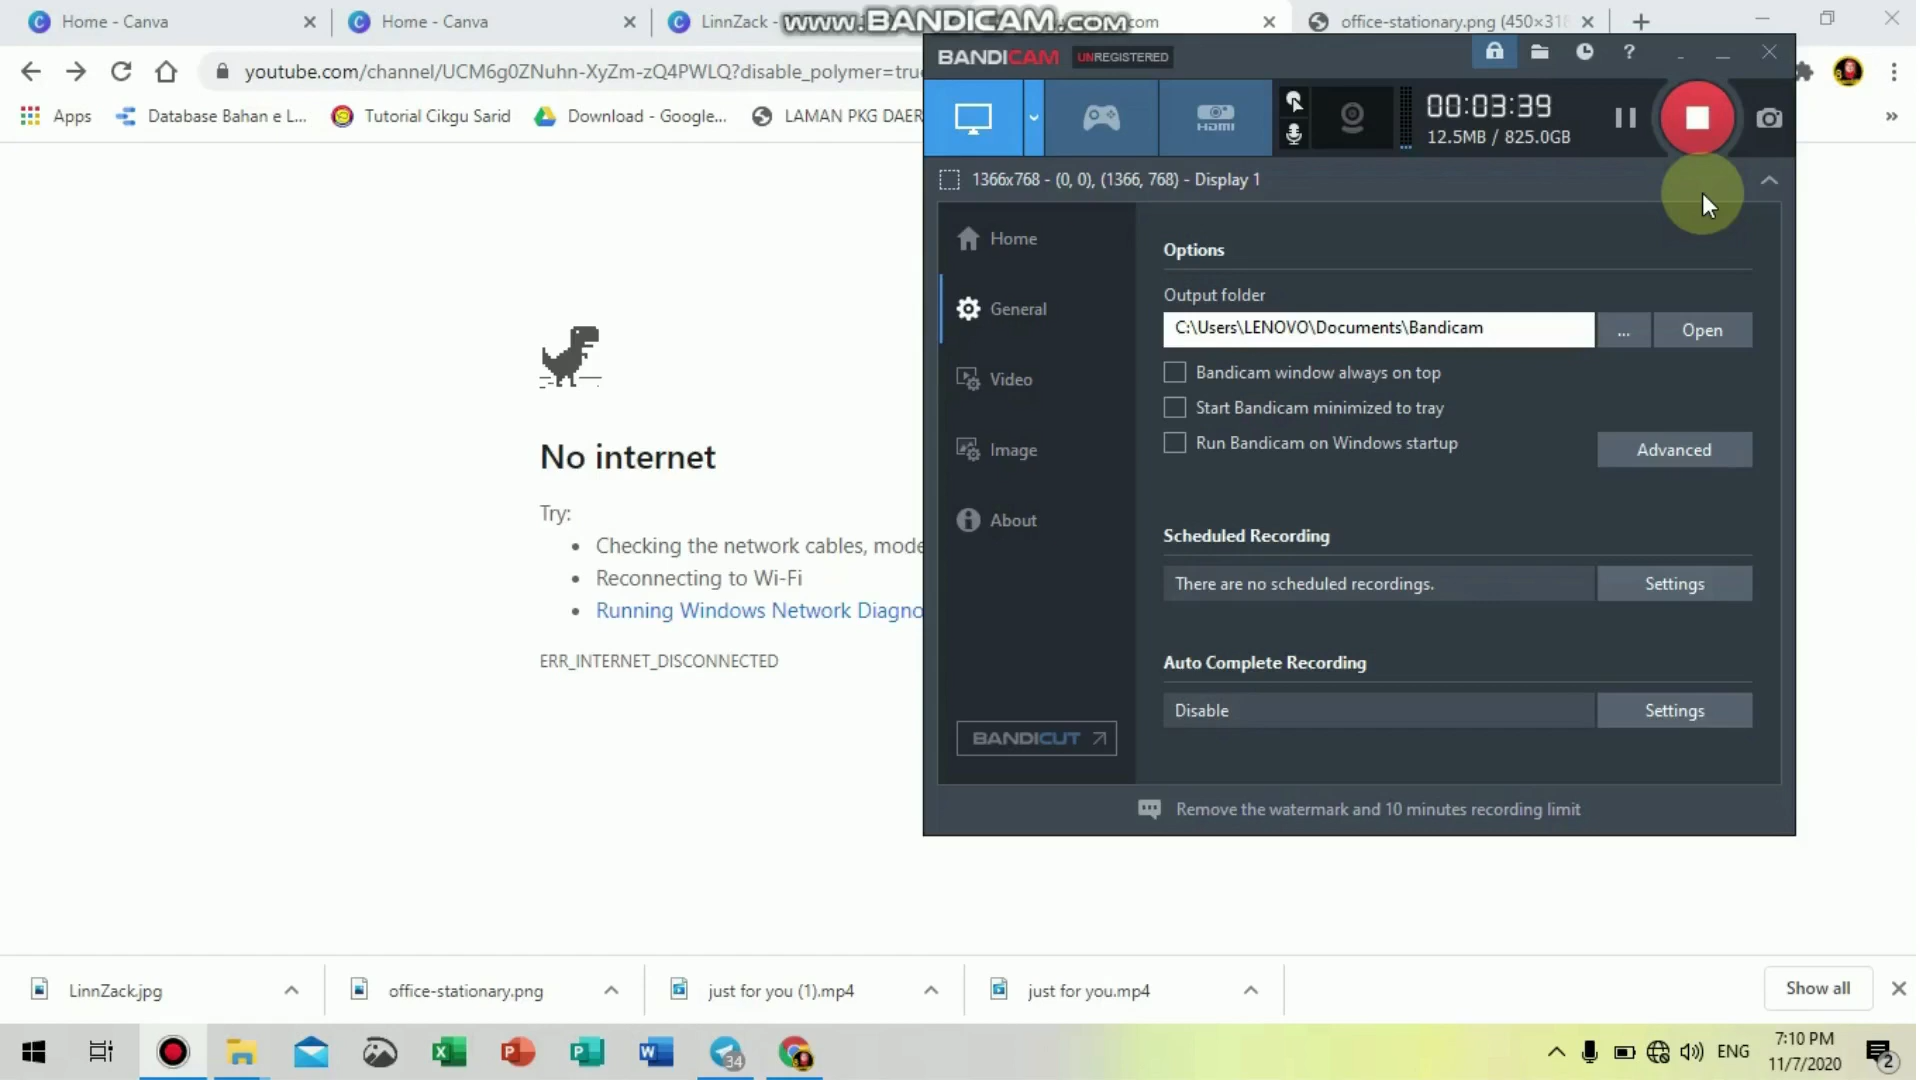 Home - Canva
Home - Canva
LinnZack -
www.BANDICAM.com
office-stationary.png (450×318
youtube.com/channel/UCM6g0ZNuhn-XyZm-zQ4PWLQ?disable_polymer=true
Apps
Database Bahan e L...
Tutorial Cikgu Sarid
Download - Google...
LAMAN PKG DAER
»
BANDICAM
UNREGISTERED
?
HDMI
00:03:39
12.5MB / 825.0GB
1366x768 - (0, 0), (1366, 768) - Display 1
Home
General
Video
Image
About
BANDICUT
Options
Output folder
C:\Users\LENOVO\Documents\Bandicam
...
Open
Bandicam window always on top
Start Bandicam minimized to tray
Run Bandicam on Windows startup
Advanced
Scheduled Recording
There are no scheduled recordings.
Settings
Auto Complete Recording
Disable
Settings
Remove the watermark and 10 minutes recording limit
No internet
Try:
• Checking the network cables, mode
• Reconnecting to Wi-Fi
• Running Windows Network Diagno
ERR_INTERNET_DISCONNECTED
LinnZack.jpg
office-stationary.png
just for you (1).mp4
just for you.mp4
Show all
34
ENG
7:10 PM
11/7/2020
2